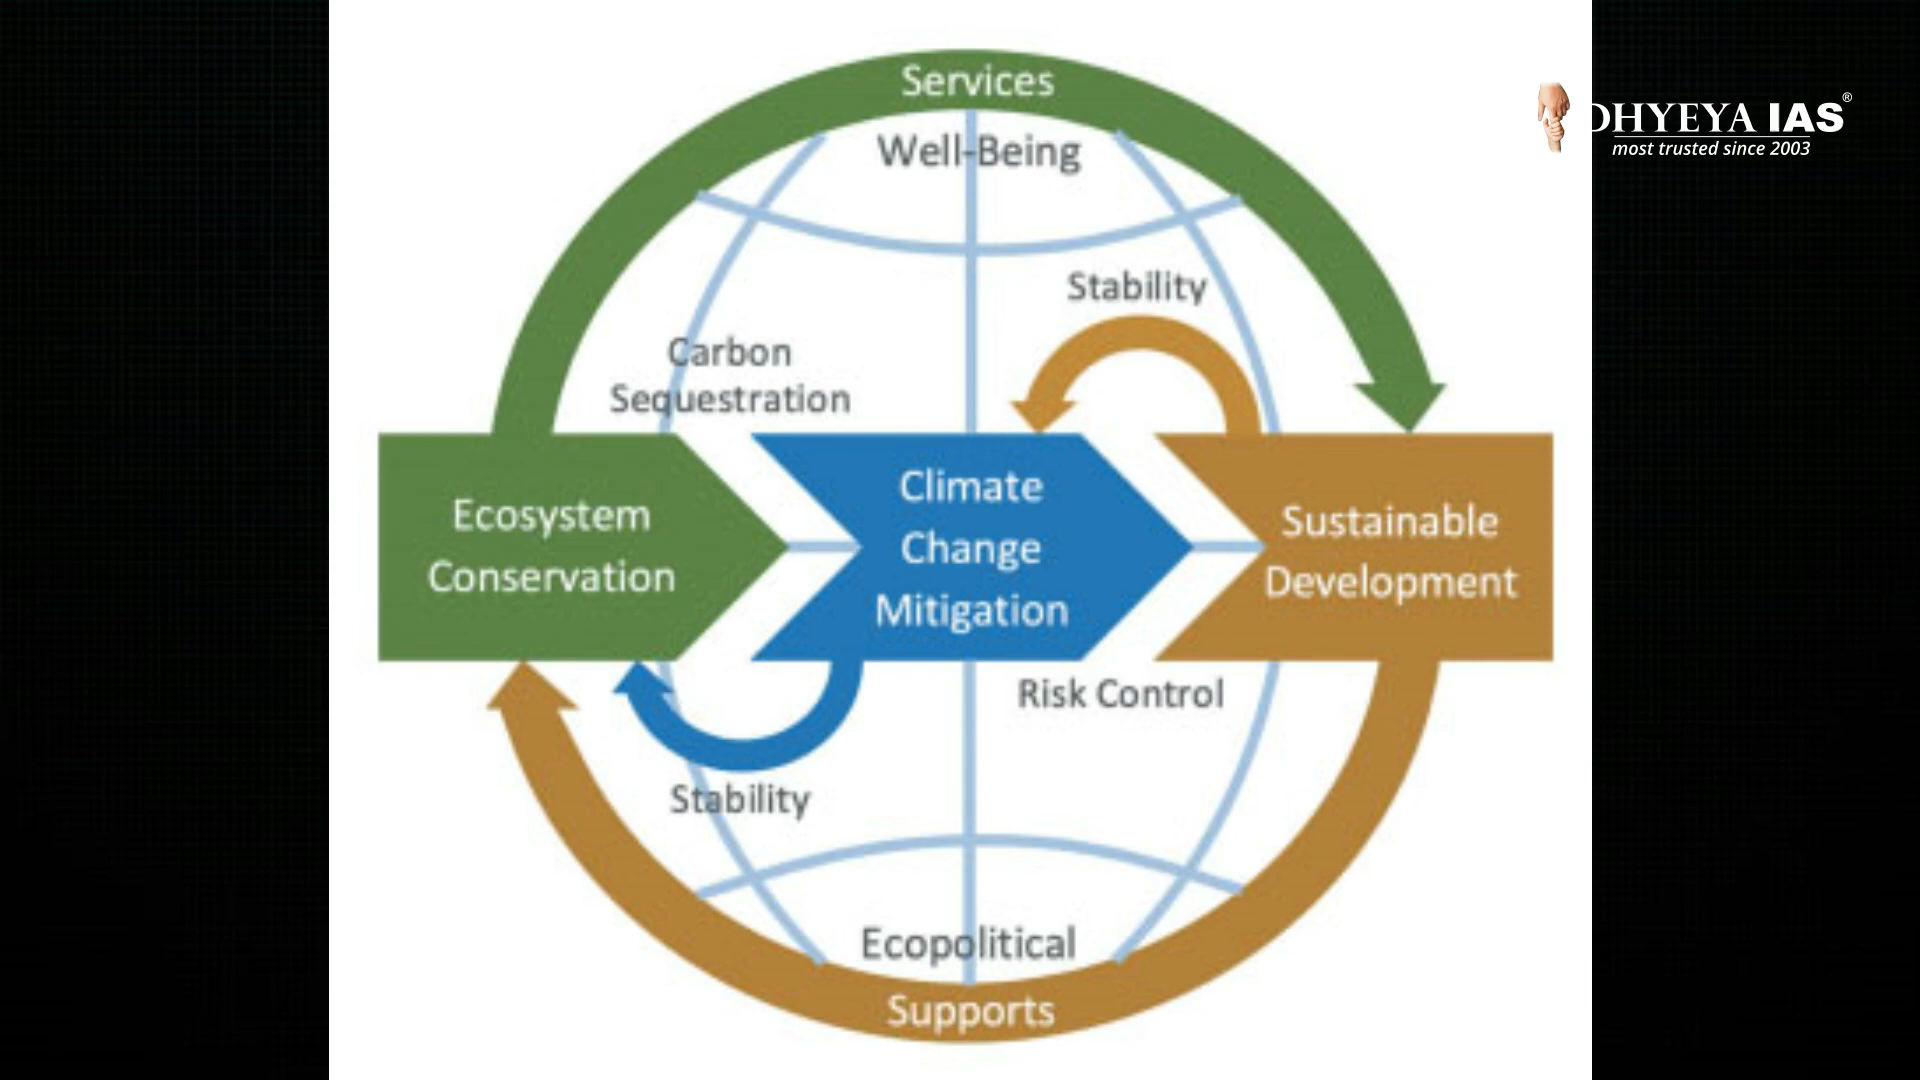 Services
Well-Being
Stability
Carbon
Sequestration
Ecosystem
Conservation
Climate
Change
Mitigation
Sustainable
Development
Risk Control
Stability
Ecopolitical
Supports
DHYEYA IAS®
most trusted since 2003